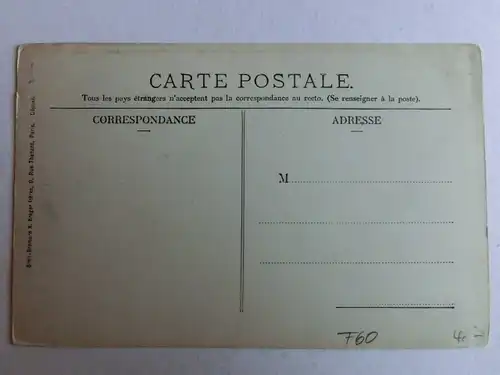 CARTE POSTALE.
Tous les pays étrangers n'acceptent pas la correspondance au recto. (Se renseigner à la poste).
CORRESPONDANCE
ADRESSE
M
F60
4fr